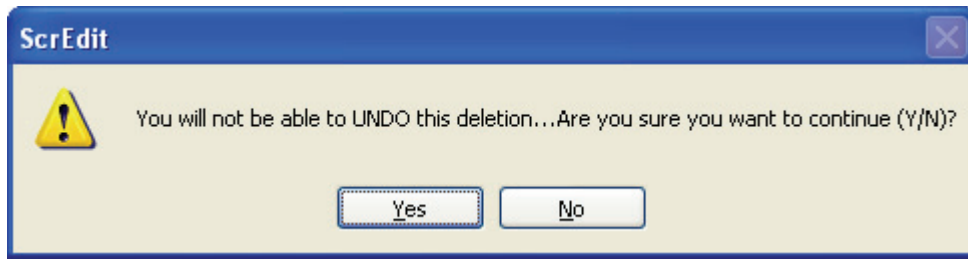 ScrEdit
You will not be able to UNDO this deletion...Are you sure you want to continue (Y/N)?
Yes No